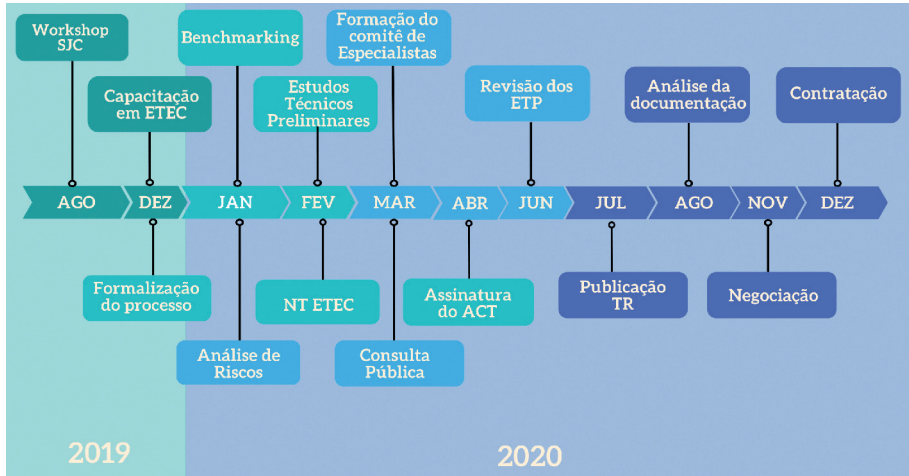 Workshop
SJC
Capacitação
em ETEC
Benchmarking
Estudos
Técnicos
Preliminares
Formação do
comitê de
Especialistas
Revisão dos
ETP
Análise da
documentação
Contratação
AGO
DEZ
JAN
FEV
MAR
ABR
JUN
JUL
AGO
NOV
DEZ
Formalização
do processo
Análise de
Riscos
NT ETEC
Consulta
Pública
Assinatura
do ACT
Publicação
TR
Negociação
2019
2020